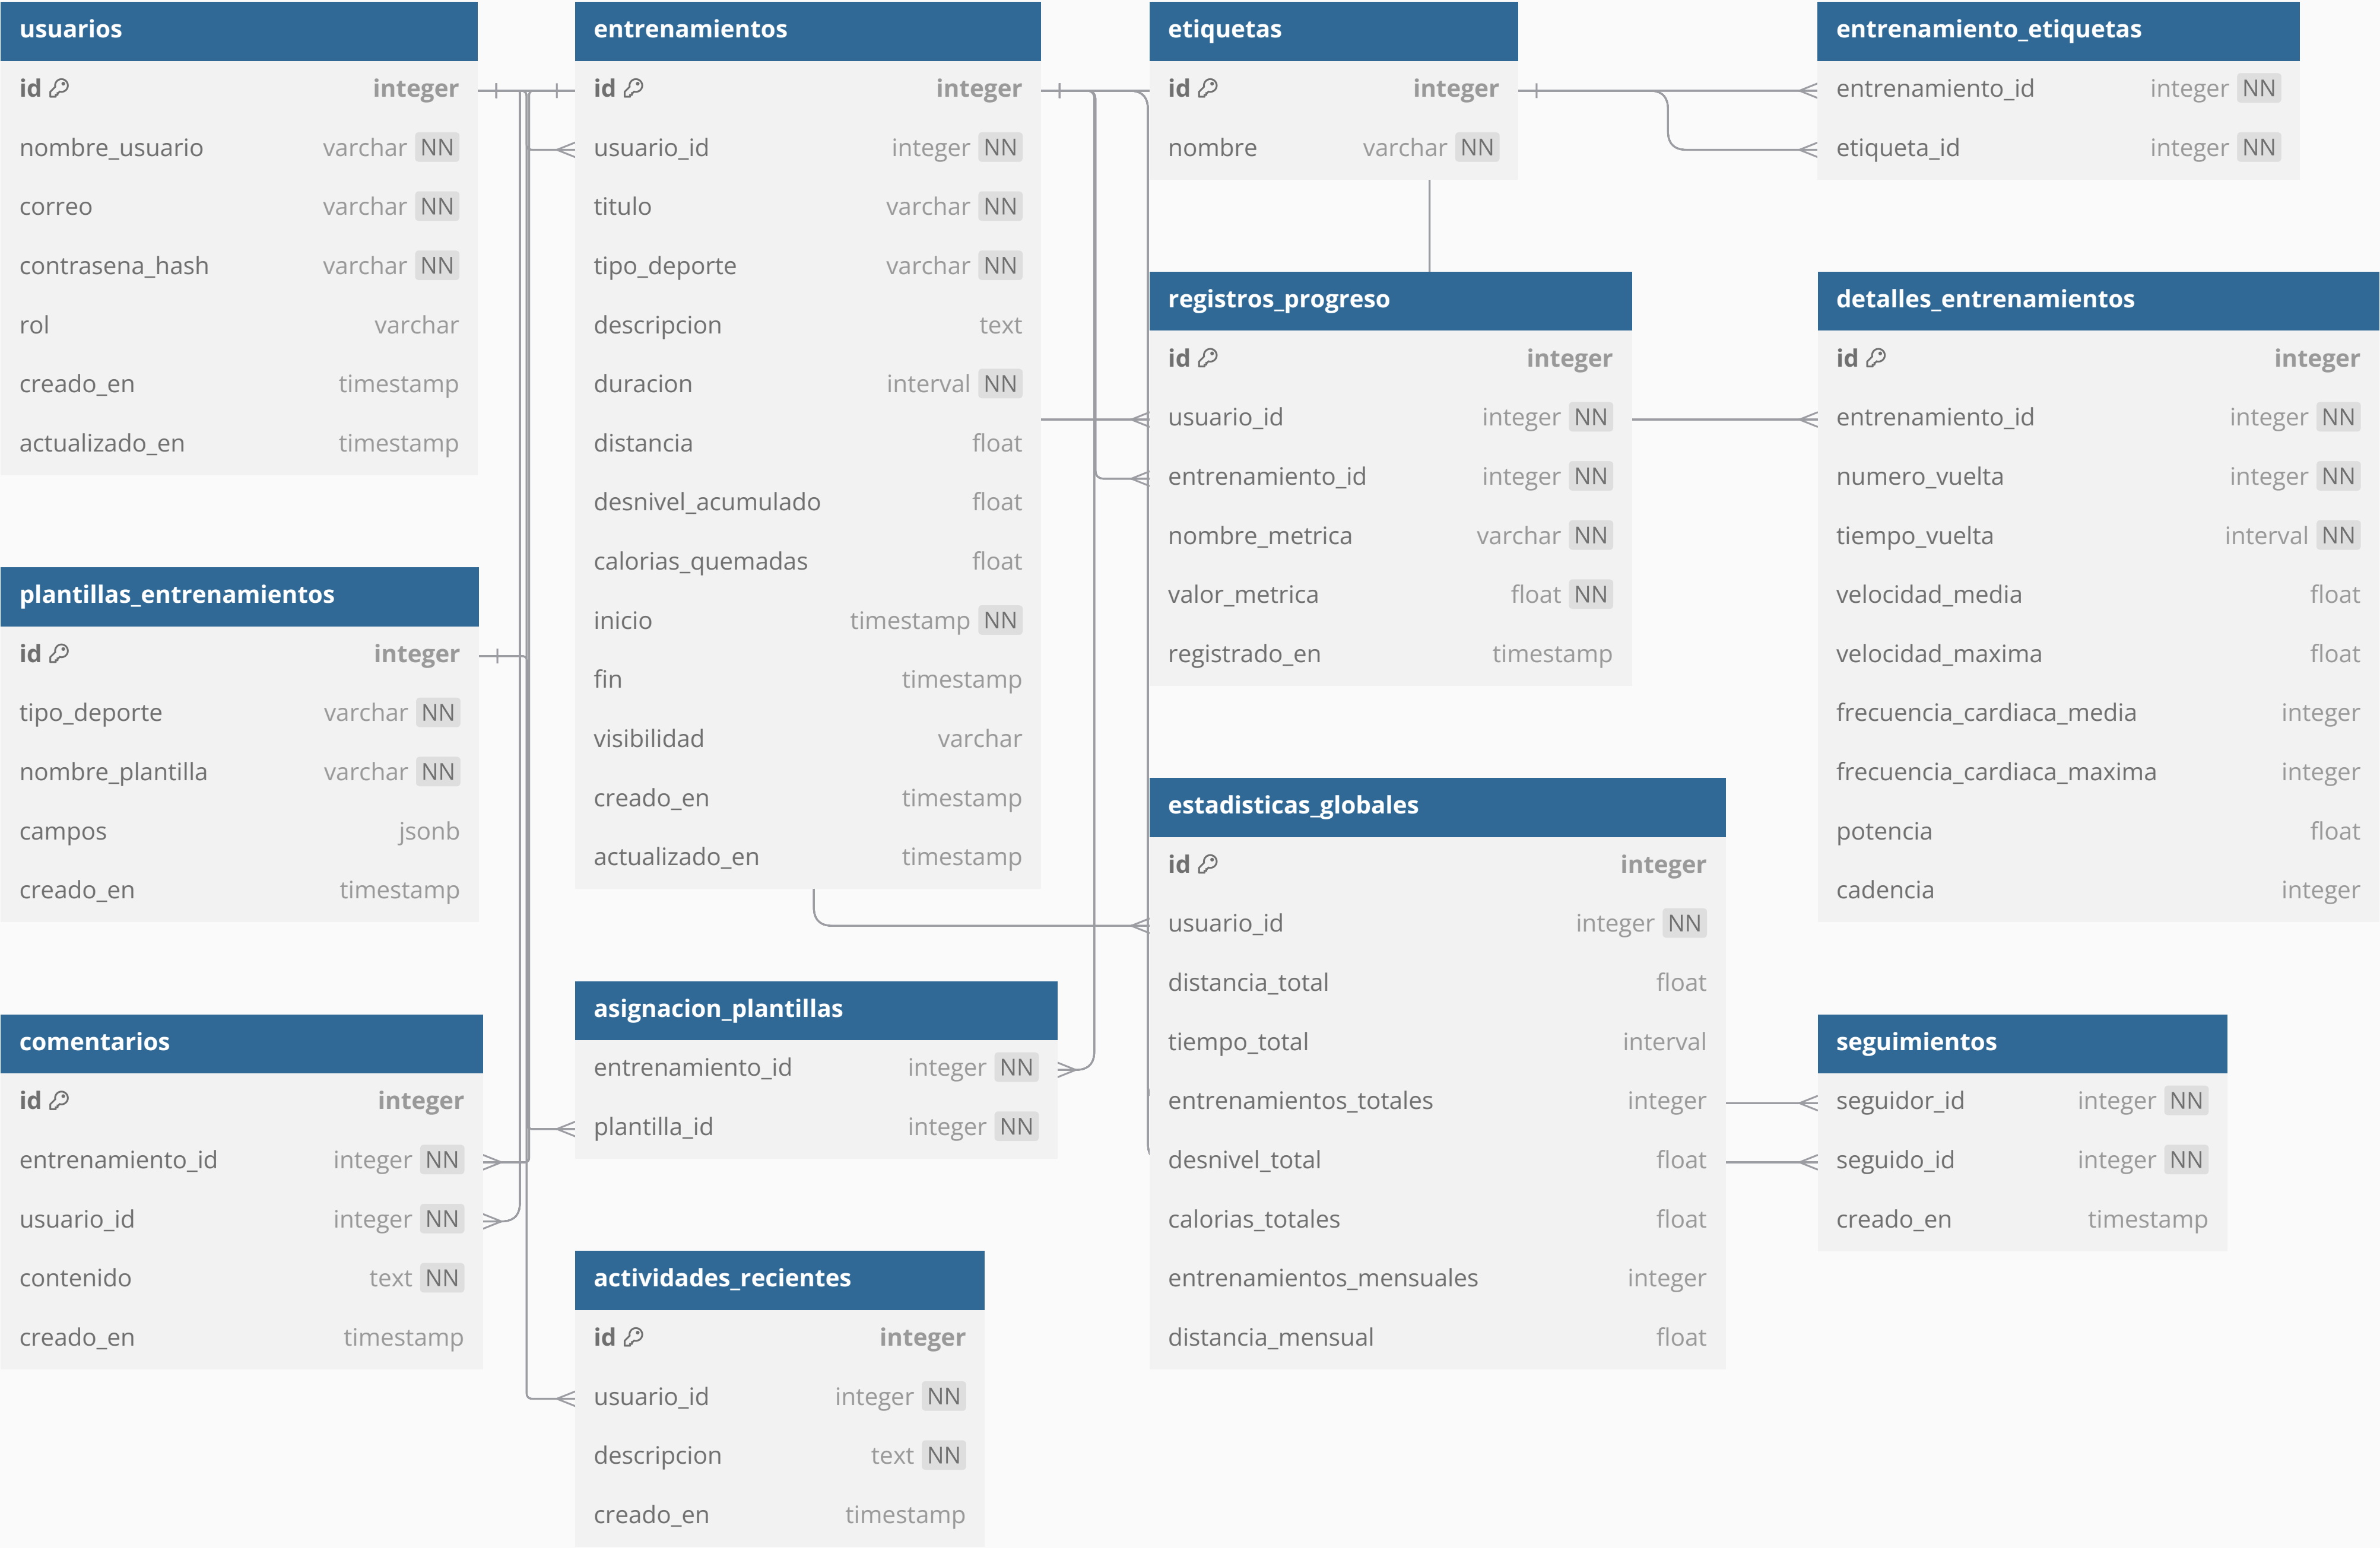 usuarios
id integer
nombre_usuario varchar NN
correo varchar NN
contrasena_hash varchar NN
rol varchar
creado_en timestamp
actualizado_en timestamp
plantillas_entrenamientos
id integer
tipo_deporte varchar NN
nombre_plantilla varchar NN
campos jsonb
creado_en timestamp
comentarios
id integer
entrenamiento_id integer NN
usuario_id integer NN
contenido text NN
creado_en timestamp
entrenamientos
id integer
usuario_id integer NN
titulo varchar NN
tipo_deporte varchar NN
descripcion text
duracion interval NN
distancia float
desnivel_acumulado float
calorias_quemadas float
inicio timestamp NN
fin timestamp
visibilidad varchar
creado_en timestamp
actualizado_en timestamp
asignacion_plantillas
entrenamiento_id integer NN
plantilla_id integer NN
actividades_recientes
id integer
usuario_id integer NN
descripcion text NN
creado_en timestamp
etiquetas
id integer
nombre varchar NN
registros_progreso
id integer
usuario_id integer NN
entrenamiento_id integer NN
nombre_metrica varchar NN
valor_metrica float NN
registrado_en timestamp
estadisticas_globales
id integer
usuario_id integer NN
distancia_total float
tiempo_total interval
entrenamientos_totales integer
desnivel_total float
calorias_totales float
entrenamientos_mensuales integer
distancia_mensual float
entrenamiento_etiquetas
entrenamiento_id integer NN
etiqueta_id integer NN
detalles_entrenamientos
id integer
entrenamiento_id integer NN
numero_vuelta integer NN
tiempo_vuelta interval NN
velocidad_media float
velocidad_maxima float
frecuencia_cardiaca_media integer
frecuencia_cardiaca_maxima integer
potencia float
cadencia integer
seguimientos
seguidor_id integer NN
seguido_id integer NN
creado_en timestamp